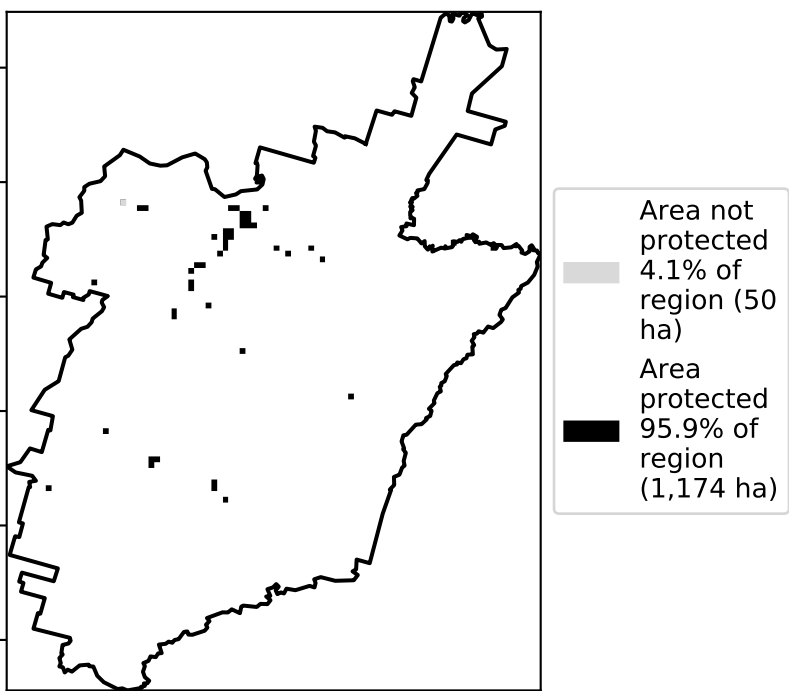 Area not
protected
4.1% of
region (50
ha)
Area
protected
95.9% of
region
(1,174 ha)